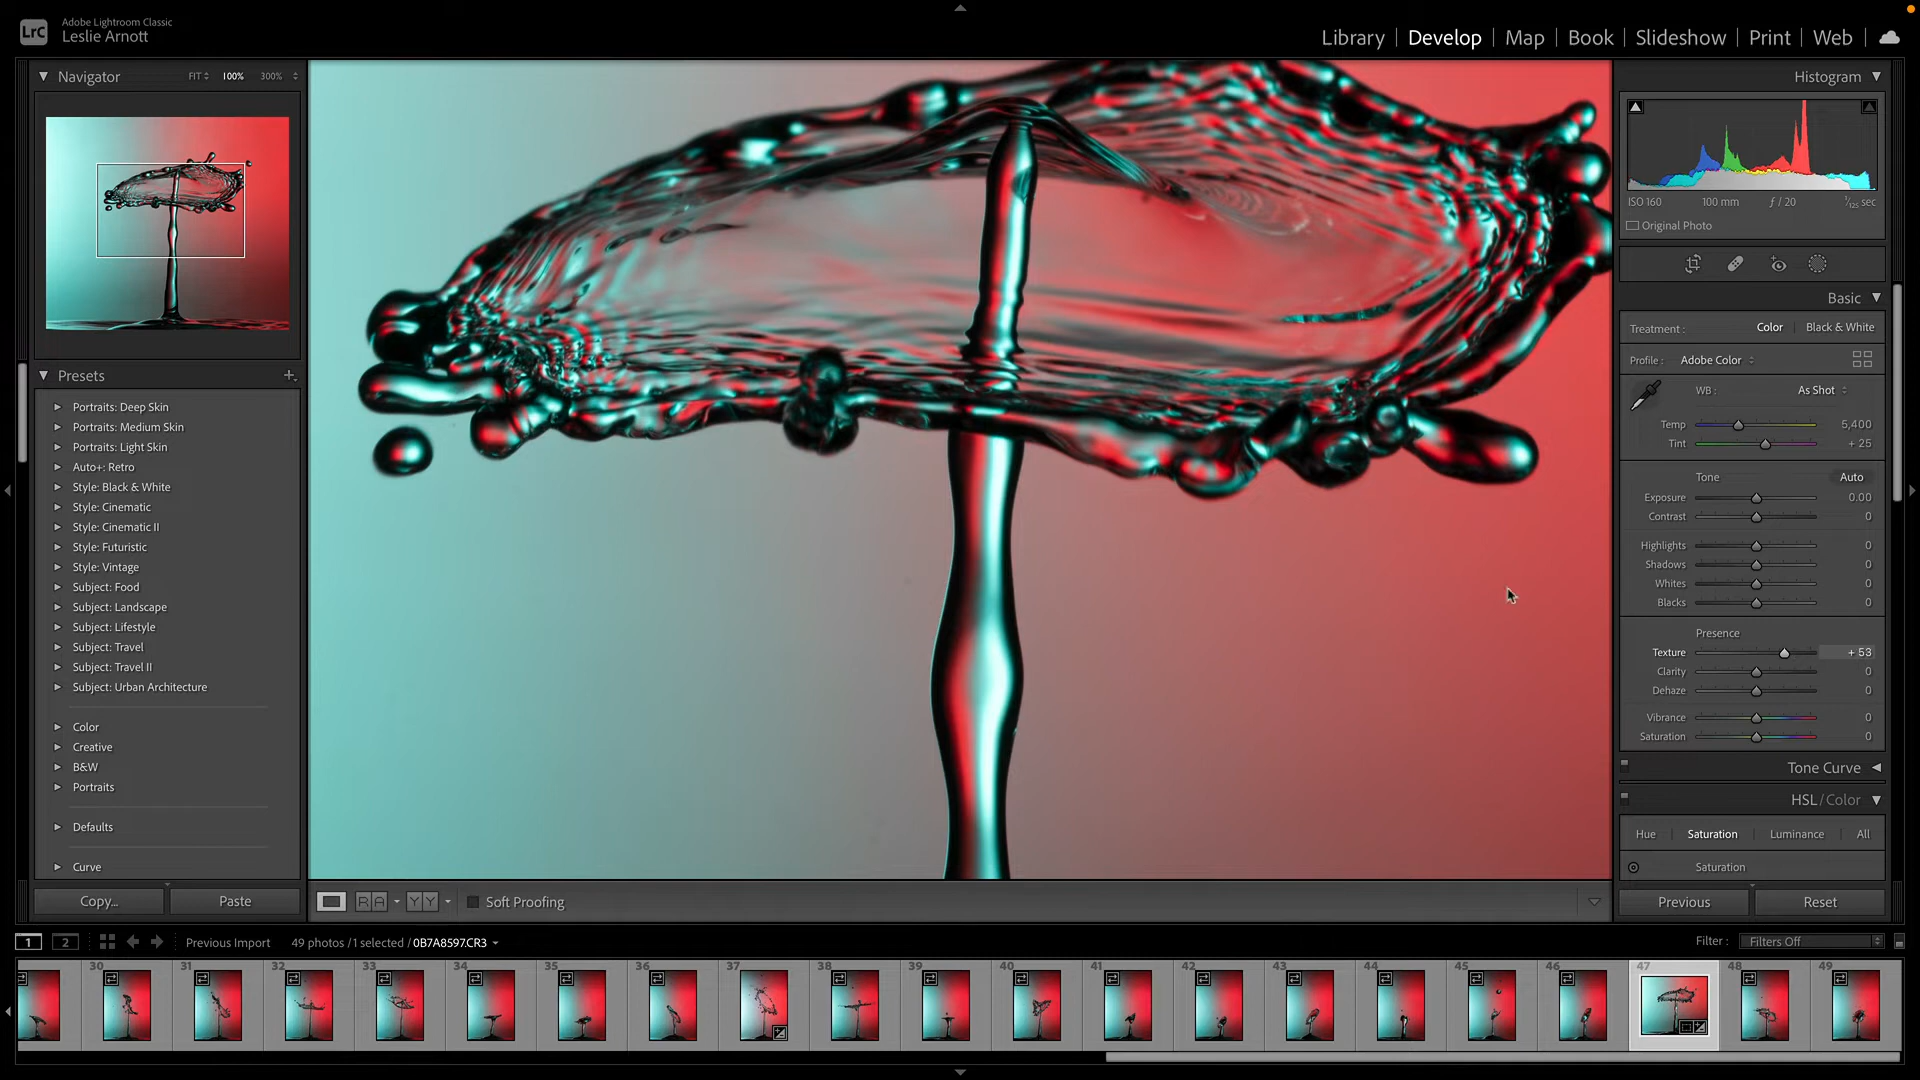 LrC
Adobe Lightroom Classic
Leslie Arnott
Library | Develop | Map | Book | Slideshow | Print | Web
Navigator FIT 100% 300%
Presets +
Portraits: Deep Skin
Portraits: Medium Skin
Portraits: Light Skin
Auto+: Retro
Style: Black & White
Style: Cinematic
Style: Cinematic II
Style: Futuristic
Style: Vintage
Subject: Food
Subject: Landscape
Subject: Lifestyle
Subject: Travel
Subject: Travel II
Subject: Urban Architecture
Color
Creative
B&W
Portraits
Defaults
Curve
Copy... Paste
Histogram
ISO 160 100 mm ƒ / 20 1/125 sec
Original Photo
Basic
Treatment : Color Black & White
Profile : Adobe Color
WB : As Shot
Temp 5,400
Tint + 25
Tone Auto
Exposure 0.00
Contrast 0
Highlights 0
Shadows 0
Whites 0
Blacks 0
Presence
Texture + 53
Clarity 0
Dehaze 0
Vibrance 0
Saturation 0
Tone Curve
HSL / Color
Hue Saturation Luminance All
Saturation
Previous Reset
R A Y Y Soft Proofing
1 2 Previous Import 49 photos / 1 selected / 0B7A8597.CR3
Filter : Filters Off
30 31 32 33 34 35 36 37 38 39 40 41 42 43 44 45 46 47 48 49